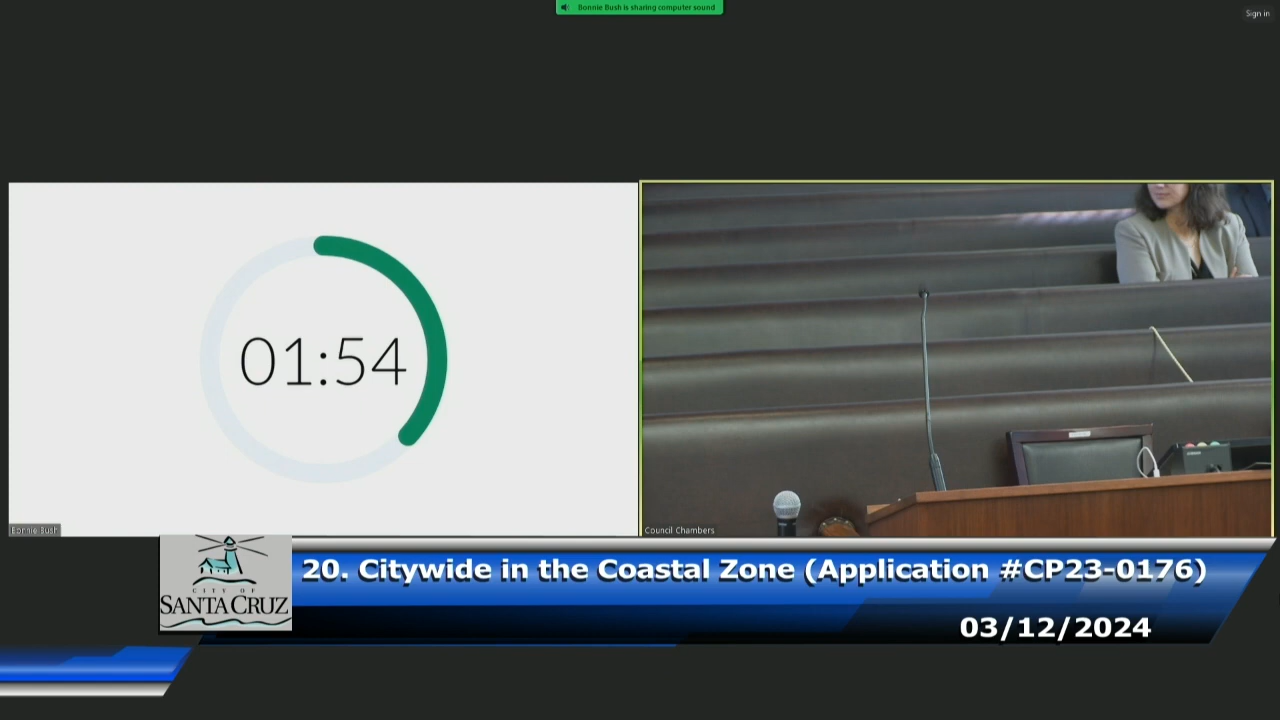 Bonnie Bush is sharing computer sound
Sign in
01:54
Bonnie Bush
Council Chambers
CITY OF
SANTA CRUZ
20. Citywide in the Coastal Zone (Application #CP23-0176)
03/12/2024